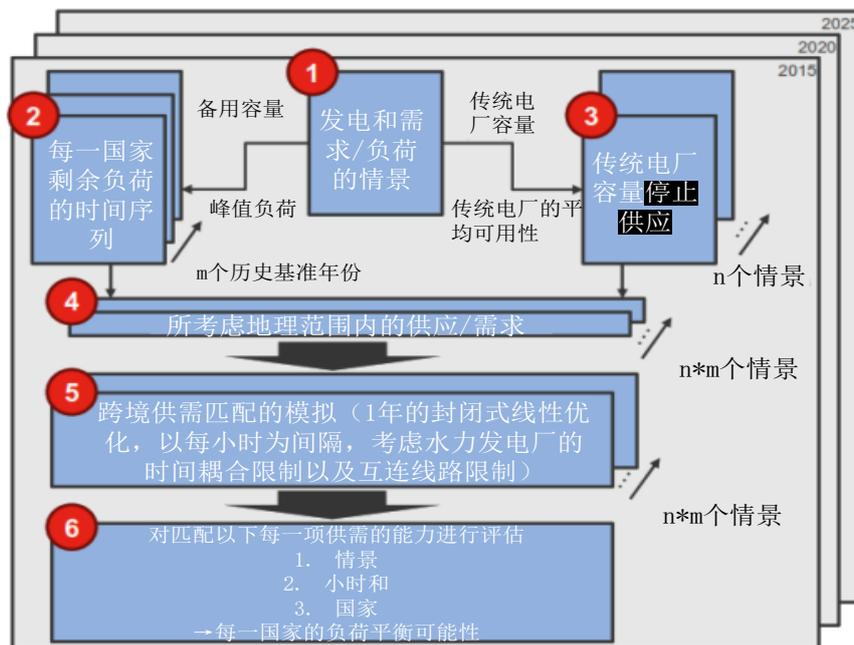 2025
2020
2015
1
发电和需
求/负荷
的情景
备用容量
峰值负荷
传统电
厂容量
传统电厂的平
均可用性
2
每一国家
剩余负荷
的时间序
列
m个历史基准年份
3
传统电厂
容量停止
供应
n个情景
4
所考虑地理范围内的供应/需求
n*m个情景
5
跨境供需匹配的模拟（1年的封闭式线性优
化，以每小时为间隔，考虑水力发电厂的
时间耦合限制以及互连线路限制）
n*m个情景
6
对匹配以下每一项供需的能力进行评估
1. 情景
2. 小时和
3. 国家
→每一国家的负荷平衡可能性